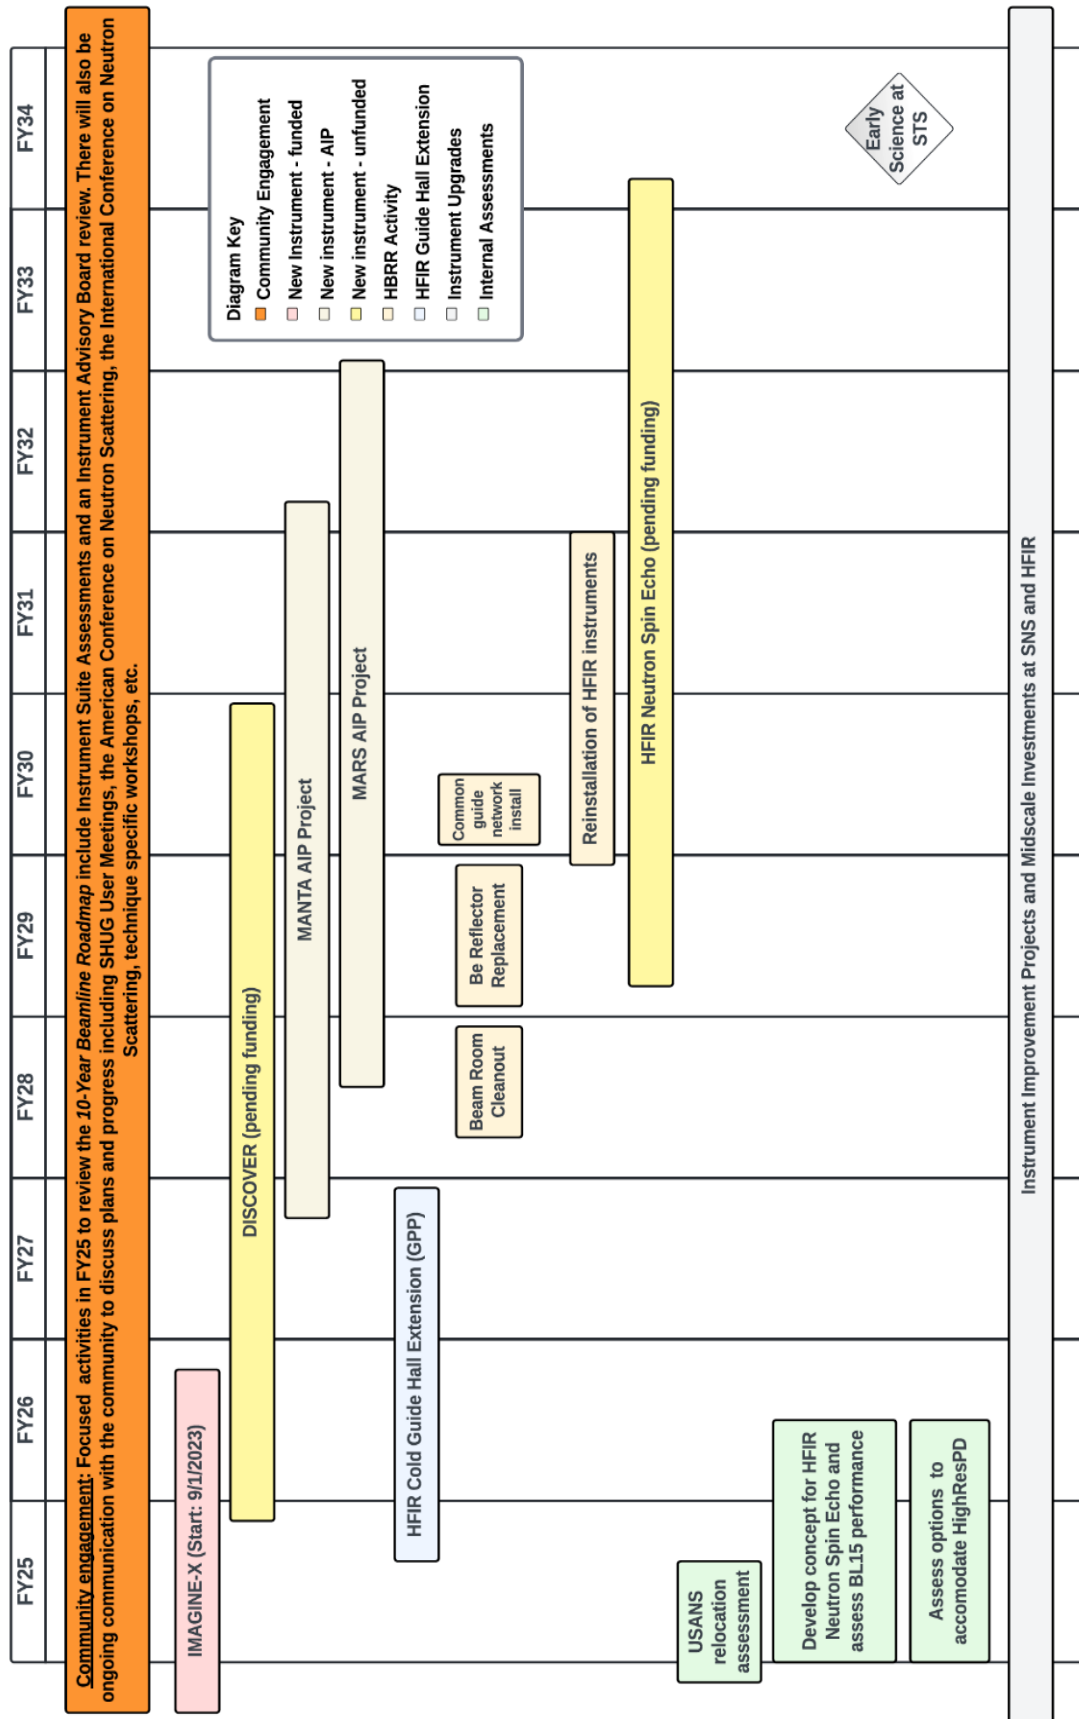 FY25
FY26
FY27
FY28
FY29
FY30
FY31
FY32
FY33
FY34
Community engagement: Focused activities in FY25 to review the 10-Year Beamline Roadmap include Instrument Suite Assessments and an Instrument Advisory Board review. There will also be
ongoing communication with the community to discuss plans and progress including SHUG User Meetings, the American Conference on Neutron Scattering, the International Conference on Neutron
Scattering, technique specific workshops, etc.
IMAGINE-X (Start: 9/1/2023)
DISCOVER (pending funding)
MANTA AIP Project
MARS AIP Project
HFIR Cold Guide Hall Extension (GPP)
Beam Room
Cleanout
Be Reflector
Replacement
Common
guide
network
install
Reinstallation of HFIR instruments
HFIR Neutron Spin Echo (pending funding)
USANS
relocation
assessment
Develop concept for HFIR
Neutron Spin Echo and
assess BL15 performance
Assess options to
accomodate HighResPD
Early
Science at
STS
Instrument Improvement Projects and Midscale Investments at SNS and HFIR
Diagram Key
Community Engagement
New Instrument - funded
New instrument - AIP
New instrument - unfunded
HBRR Activity
HFIR Guide Hall Extension
Instrument Upgrades
Internal Assessments